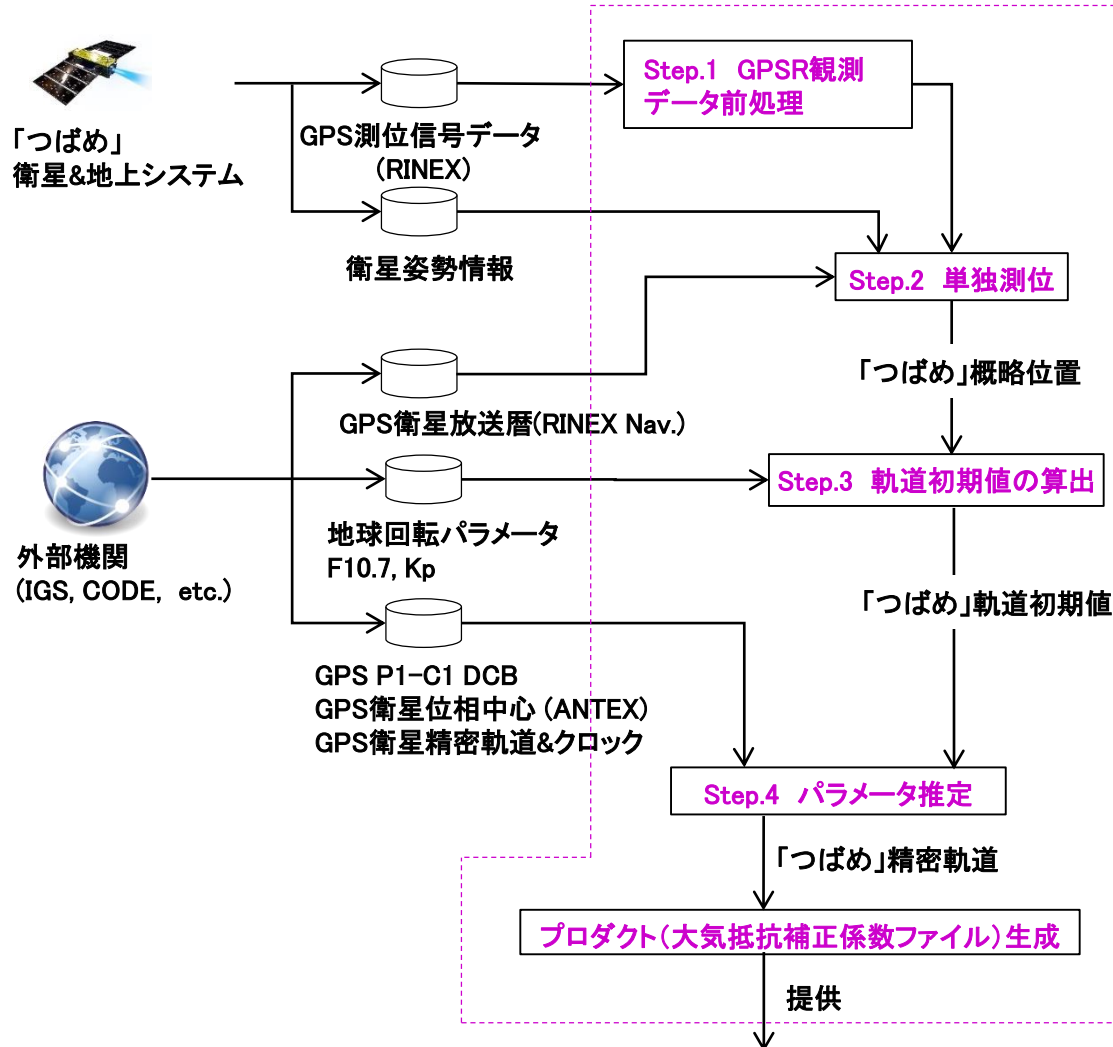 Step.1 GPSR観測
データ前処理
「つばめ」
衛星&地上システム
GPS測位信号データ
(RINEX)
衛星姿勢情報
Step.2 単独測位
「つばめ」概略位置
GPS衛星放送暦(RINEX Nav.)
Step.3 軌道初期値の算出
地球回転パラメータ
F10.7, Kp
外部機関
(IGS, CODE, etc.)
「つばめ」軌道初期値
GPS P1-C1 DCB
GPS衛星位相中心 (ANTEX)
GPS衛星精密軌道&クロック
Step.4 パラメータ推定
「つばめ」精密軌道
プロダクト(大気抵抗補正係数ファイル)生成
提供